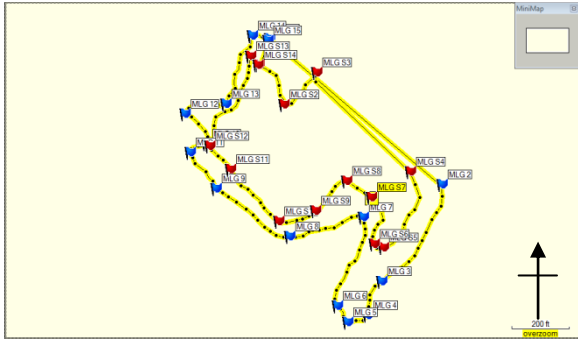 MiniMap
MLG 15
MLG S13
MLG S14
MLG S3
MLG S2
MLG 13
MLG 12
MLG S12
MLG S11
MLG 9
MLG S4
MLG 2
MLG S8
MLG S7
MLG S9
MLG 7
MLG 8
MLG S6
MLG 3
MLG 6
MLG 4
MLG 5
200 ft
overzoom